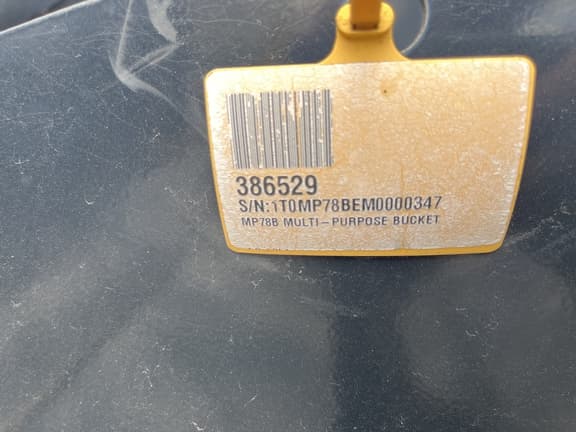 386529
S/N:1T0MP78BEM0000347
MP78B MULTI-PURPOSE BUCKET